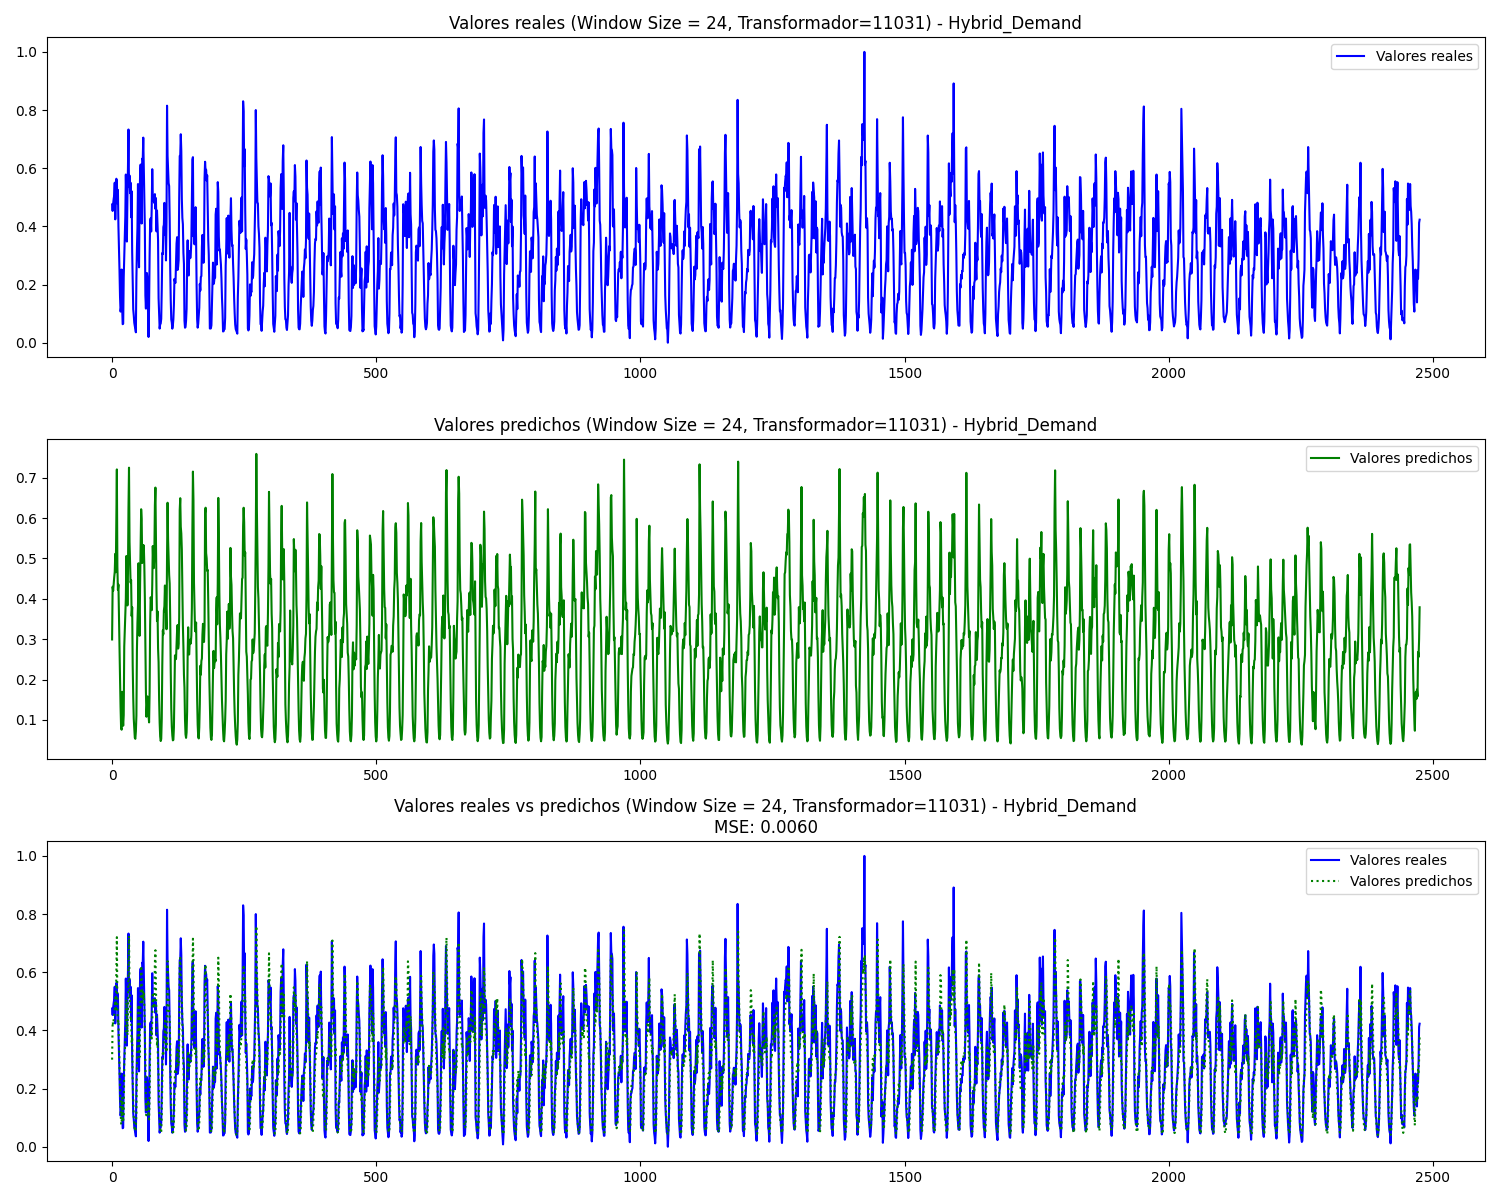 Valores reales (Window Size = 24, Transformador=11031) - Hybrid_Demand
1.0
Valores reales
0.8
0.6
0.4
0.2
0.0
0 500 1000 1500 2000 2500
Valores predichos (Window Size = 24, Transformador=11031) - Hybrid_Demand
Valores predichos
0.7
0.6
0.5
0.4
0.3
0.2
0.1
0 500 1000 1500 2000 2500
Valores reales vs predichos (Window Size = 24, Transformador=11031) - Hybrid_Demand
MSE: 0.0060
1.0
Valores reales
Valores predichos
0.8
0.6
0.4
0.2
0.0
0 500 1000 1500 2000 2500